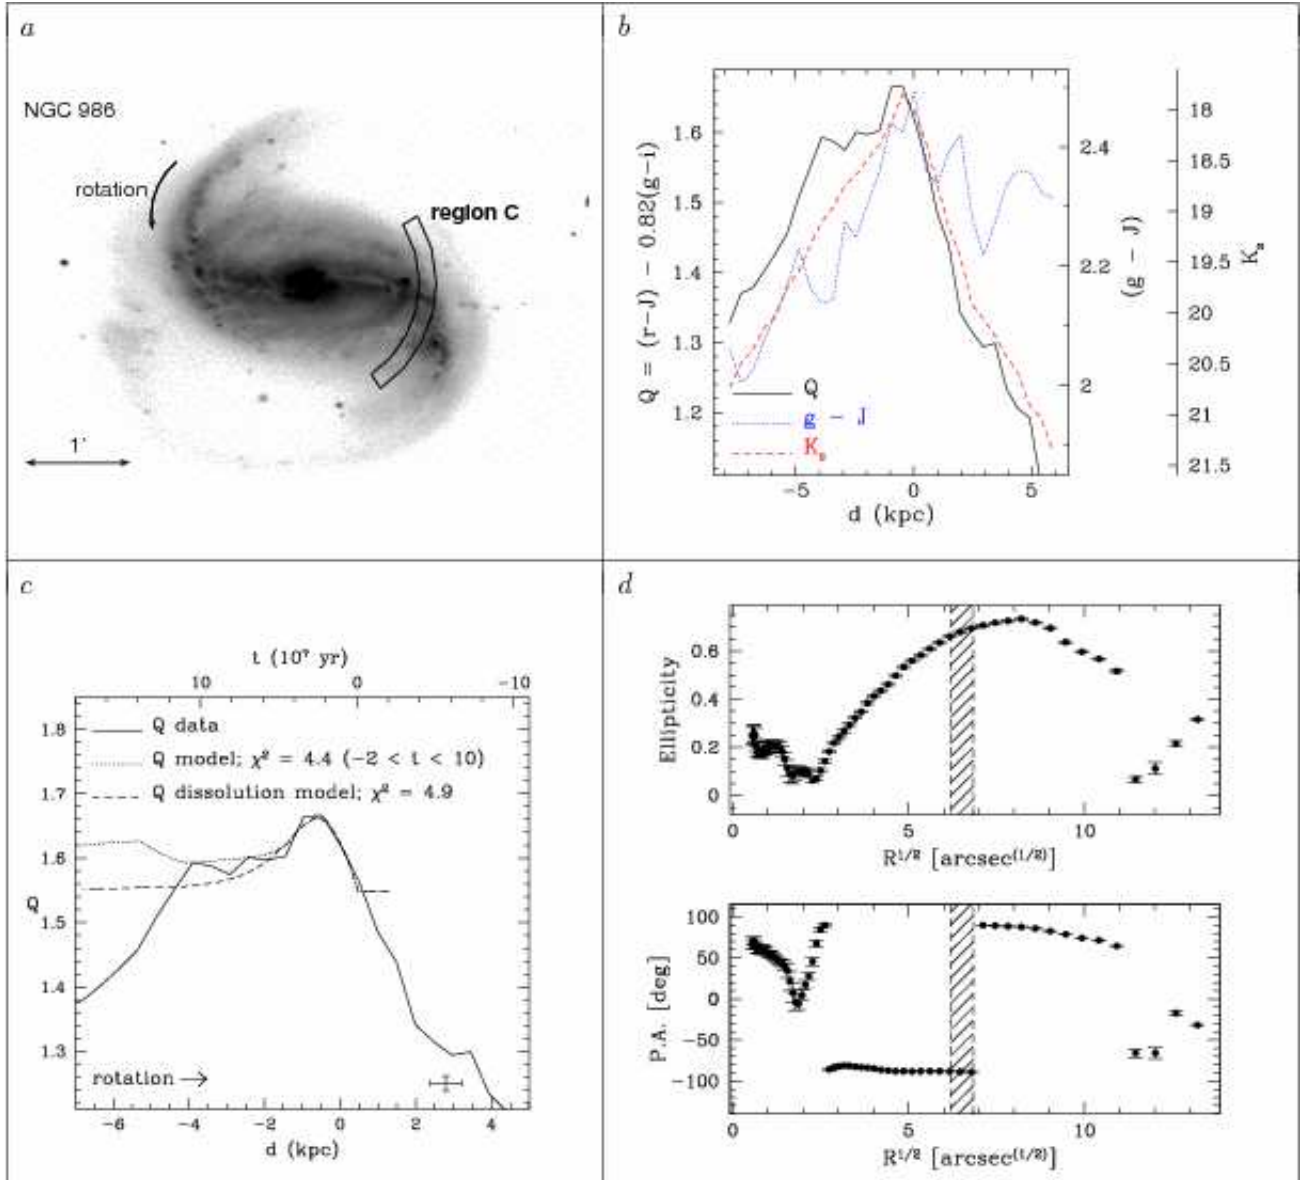 a
NGC 986
rotation
region C
1'
b
Q = (r-J) - 0.82(g-i)
1.6
1.5
1.4
1.3
1.2
2.4
2.2
2
(g - J)
18
18.5
19
19.5
20
20.5
21
21.5
Kₛ
Q
g - J
Kₛ
-5 0 5
d (kpc)
c
t (10⁷ yr)
10 0 -10
Q data
Q model; χ² = 4.4 (-2 < t < 10)
Q dissolution model; χ² = 4.9
1.8
1.7
1.6
1.5
1.4
1.3
Q
rotation →
-6 -4 -2 0 2 4
d (kpc)
d
Ellipticity
0.6
0.4
0.2
0
0 5 10
R^1/2 [arcsec^(1/2)]
P.A. [deg]
100
50
0
-50
-100
0 5 10
R^1/2 [arcsec^(1/2)]